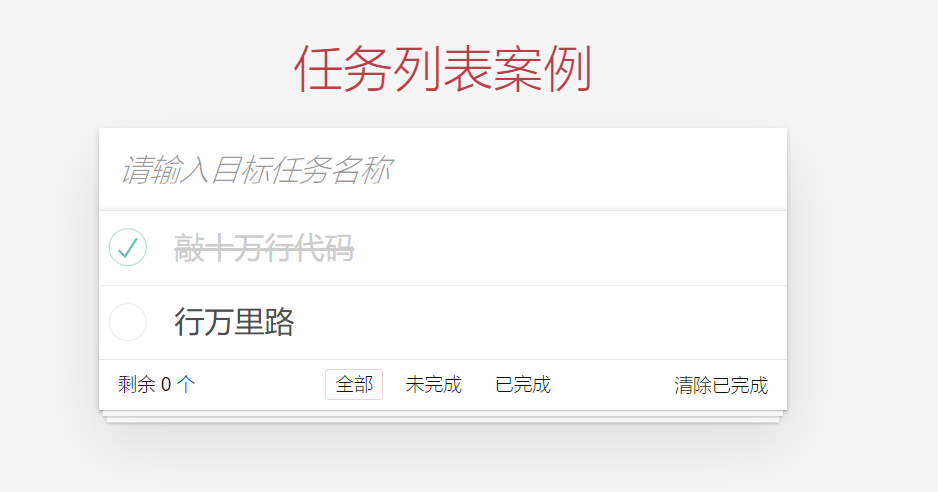 任务列表案例
请输入目标任务名称
敲十万行代码
行万里路
剩余 0 个 全部 未完成 已完成 清除已完成